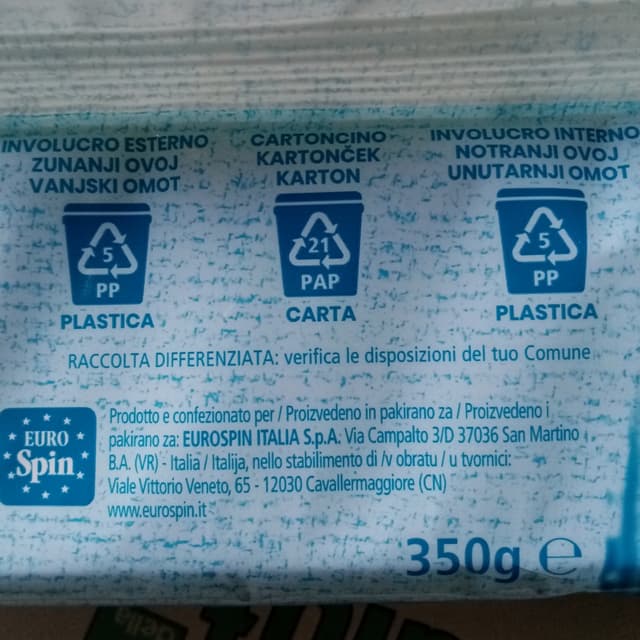 INVOLUCRO ESTERNO
ZUNANJI OVOJ
VANJSKI OMOT
5
PP
PLASTICA
CARTONCINO
KARTONČEK
KARTON
21
PAP
CARTA
INVOLUCRO INTERNO
NOTRANJI OVOJ
UNUTARNJI OMOT
5
PP
PLASTICA
RACCOLTA DIFFERENZIATA: verifica le disposizioni del tuo Comune
EURO
Spin
Prodotto e confezionato per / Proizvedeno in pakirano za / Proizvedeno i
pakirano za: EUROSPIN ITALIA S.p.A. Via Campalto 3/D 37036 San Martino
B.A. (VR) - Italia / Italija, nello stabilimento di /v obratu / u tvornici:
Viale Vittorio Veneto, 65 - 12030 Cavallermaggiore (CN)
www.eurospin.it
350g ℮